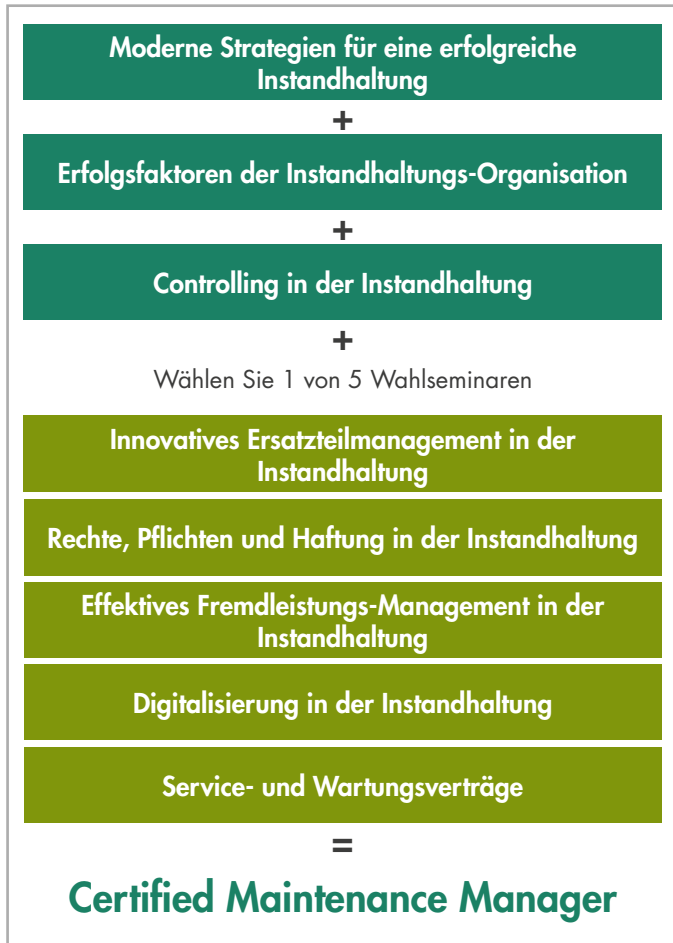 Moderne Strategien für eine erfolgreiche
Instandhaltung
+
Erfolgsfaktoren der Instandhaltungs-Organisation
+
Controlling in der Instandhaltung
+
Wählen Sie 1 von 5 Wahlseminaren
Innovatives Ersatzteilmanagement in der
Instandhaltung
Rechte, Pflichten und Haftung in der Instandhaltung
Effektives Fremdleistungs-Management in der
Instandhaltung
Digitalisierung in der Instandhaltung
Service- und Wartungsverträge
=
Certified Maintenance Manager